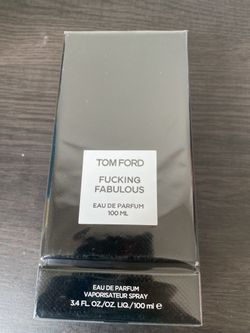 TOM FORD
FUCKING
FABULOUS
EAU DE PARFUM
100 ML
EAU DE PARFUM
VAPORISATEUR SPRAY
3.4 FL. OZ./OZ. LIQ./100 ml ℮